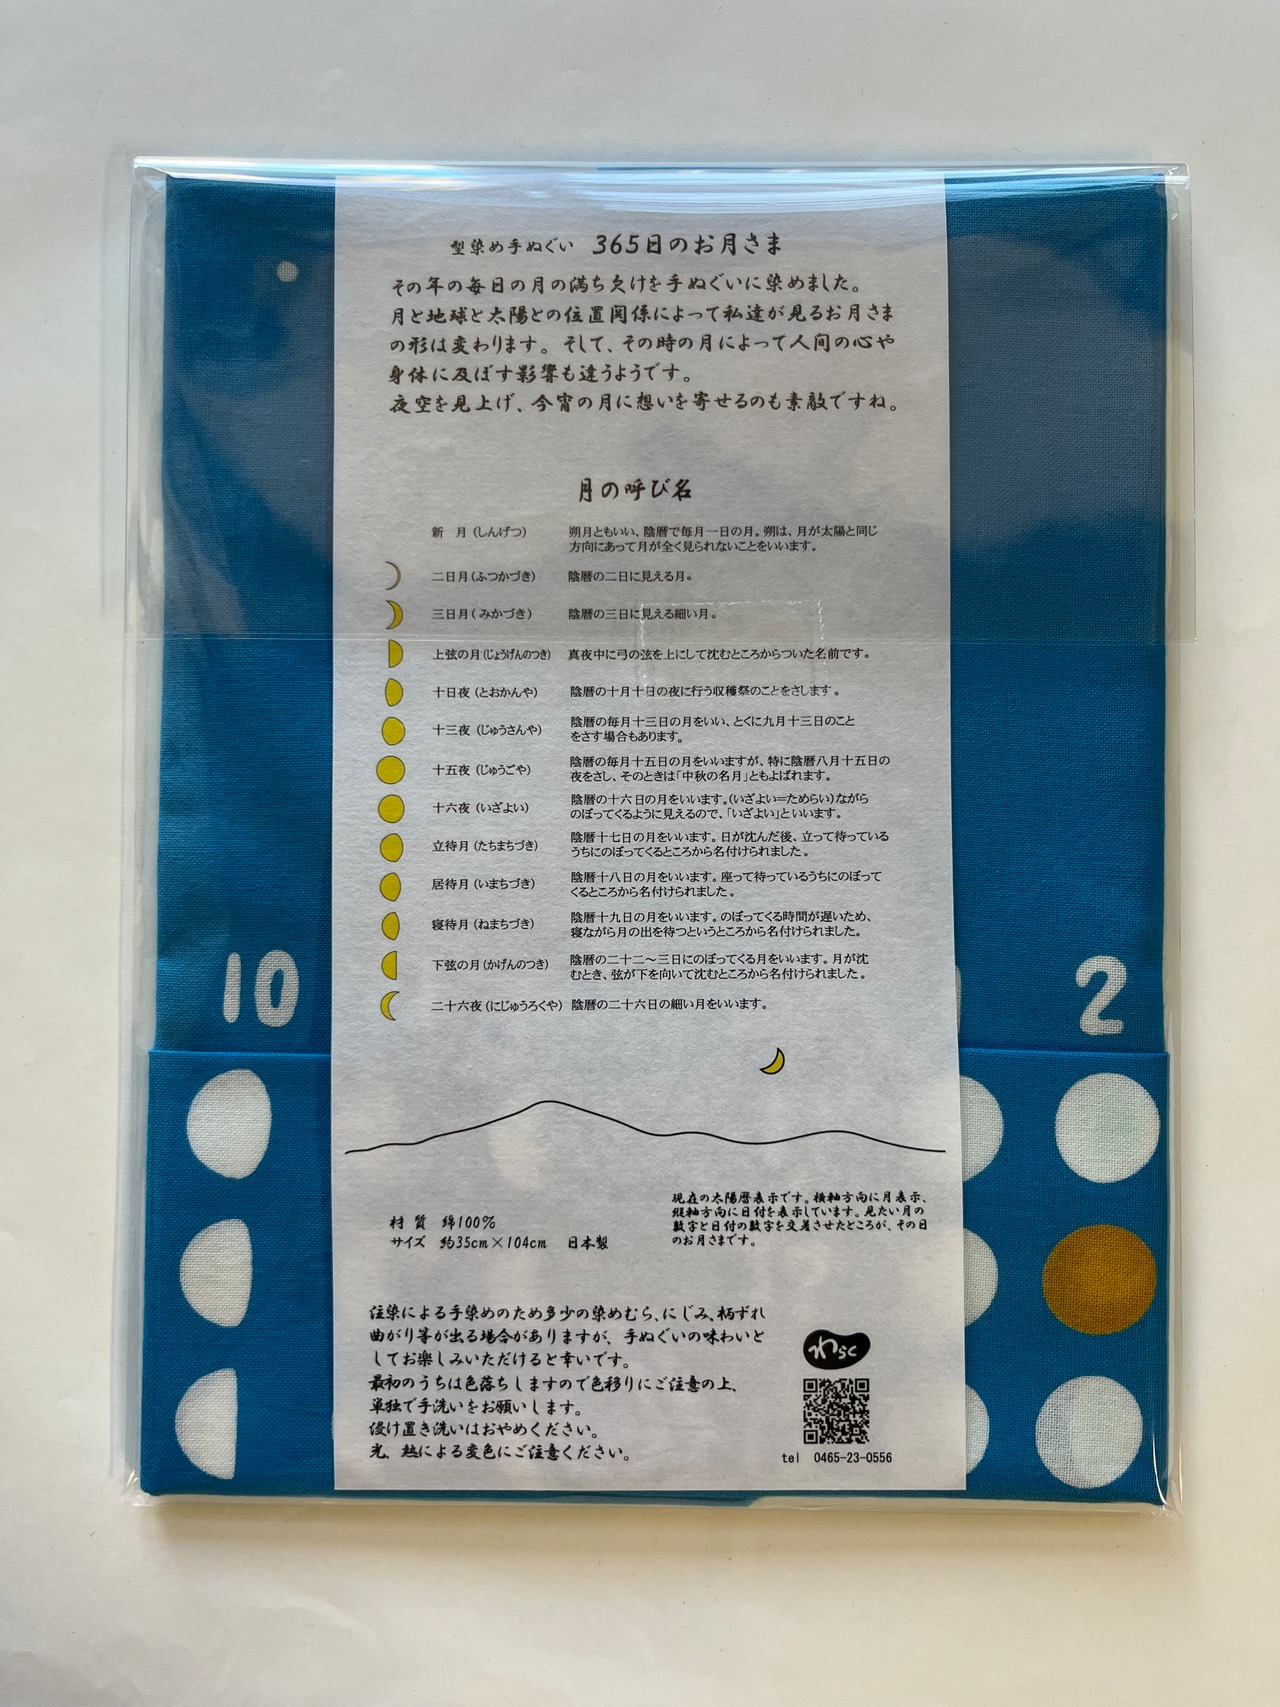 型染め手ぬぐい 365日のお月さま
その年の毎日の月の満ち欠けを手ぬぐいに染めました。
月と地球と太陽との位置関係によって私達が見るお月さま
の形は変わります。そして、その時の月によって人間の心や
身体に及ぼす影響も違うようです。
夜空を見上げ、今宵の月に想いを寄せるのも素敵ですね。
月の呼び名
新 月(しんげつ) 朔月ともいい、陰暦で毎月一日の月。朔は、月が太陽と同じ
方向にあって月が全く見られないことをいいます。
二日月(ふつかづき) 陰暦の二日に見える月。
三日月(みかづき) 陰暦の三日に見える細い月。
上弦の月(じょうげんのつき) 真夜中に弓の弦を上にして沈むところからついた名前です。
十日夜(とおかんや) 陰暦の十月十日の夜に行う収穫祭のことをさします。
十三夜(じゅうさんや) 陰暦の毎月十三日の月をいい、とくに九月十三日のこと
をさす場合もあります。
十五夜(じゅうごや) 陰暦の毎月十五日の月をいいますが、特に陰暦八月十五日の
夜をさし、そのときは「中秋の名月」ともよばれます。
十六夜(いざよい) 陰暦の十六日の月をいいます。(いざよい=ためらい)ながら
のぼってくるように見えるので、「いざよい」といいます。
立待月(たちまちづき) 陰暦十七日の月をいいます。日が沈んだ後、立って待っている
うちにのぼってくるところから名付けられました。
居待月(いまちづき) 陰暦十八日の月をいいます。座って待っているうちにのぼって
くるところから名付けられました。
寝待月(ねまちづき) 陰暦十九日の月をいいます。のぼってくる時間が遅いため、
寝ながら月の出を待つというところから名付けられました。
下弦の月(かげんのつき) 陰暦の二十二～三日にのぼってくる月をいいます。月が沈
むとき、弦が下を向いて沈むところから名付けられました。
二十六夜(にじゅうろくや) 陰暦の二十六日の細い月をいいます。
10
2
現在の太陽暦表示です。横軸方向に月表示、
縦軸方向に日付を表示しています。見たい月の
数字と日付の数字を交差させたところが、その日
のお月さまです。
材 質 綿100%
サイズ 約35cm×104cm 日本製
注染による手染めのため多少の染めむら、にじみ、柄ずれ
曲がり等が出る場合がありますが、手ぬぐいの味わいと
してお楽しみいただけると幸いです。
最初のうちは色落ちしますので色移りにご注意の上、
単独で手洗いをお願いします。
浸け置き洗いはおやめください。
光、熱による変色にご注意ください。
わらく
tel 0465-23-0556